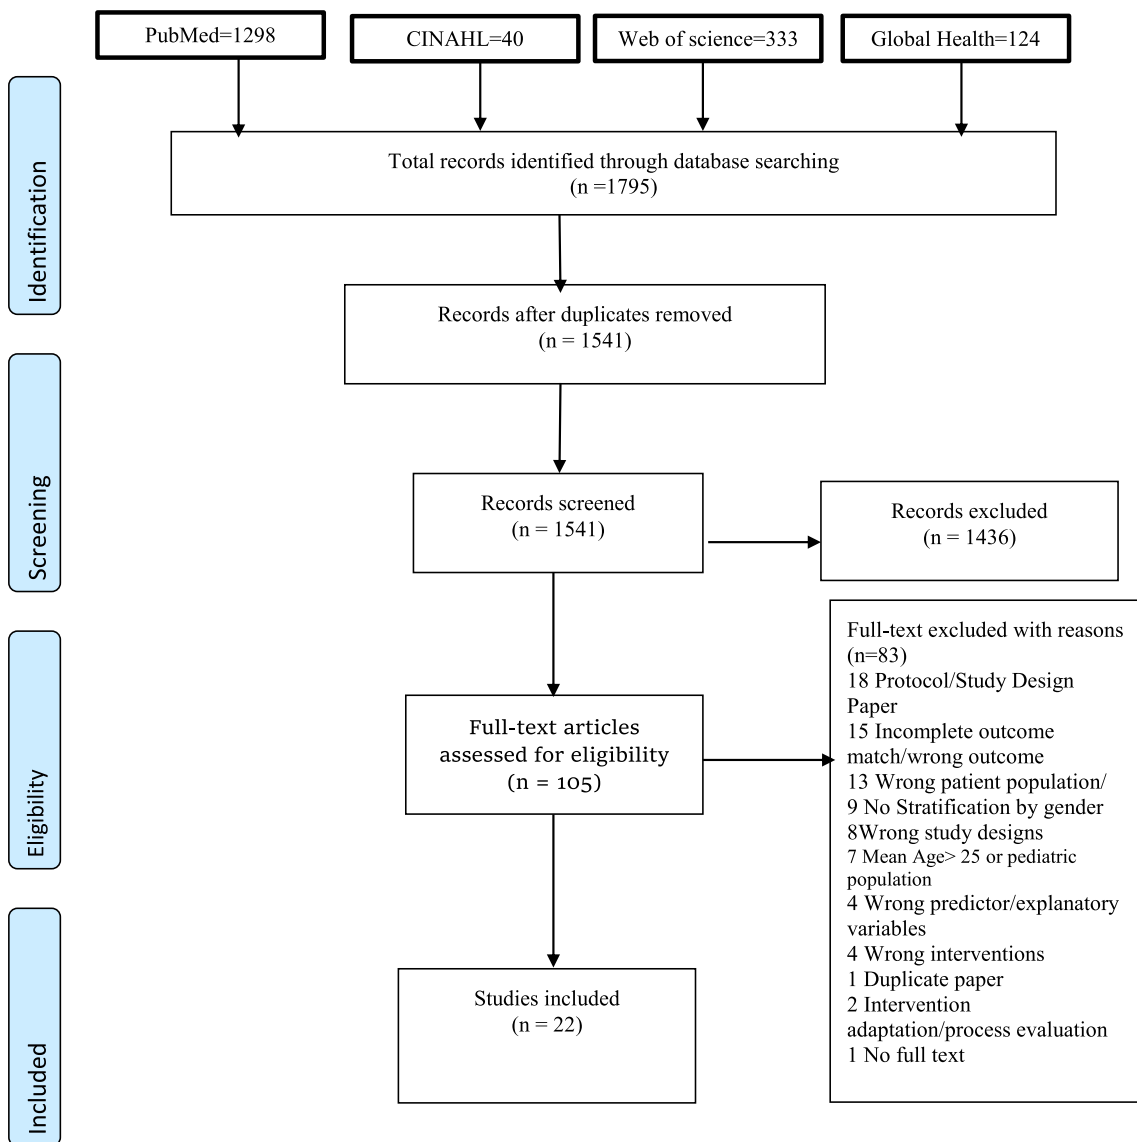 PubMed=1298
CINAHL=40
Web of science=333
Global Health=124
Identification
Total records identified through database searching
(n =1795)
Records after duplicates removed
(n = 1541)
Screening
Records screened
(n = 1541)
Records excluded
(n = 1436)
Eligibility
Full-text articles
assessed for eligibility
(n = 105)
Full-text excluded with reasons
(n=83)
18 Protocol/Study Design
Paper
15 Incomplete outcome
match/wrong outcome
13 Wrong patient population/
9 No Stratification by gender
8Wrong study designs
7 Mean Age> 25 or pediatric
population
4 Wrong predictor/explanatory
variables
4 Wrong interventions
1 Duplicate paper
2 Intervention
adaptation/process evaluation
1 No full text
Included
Studies included
(n = 22)